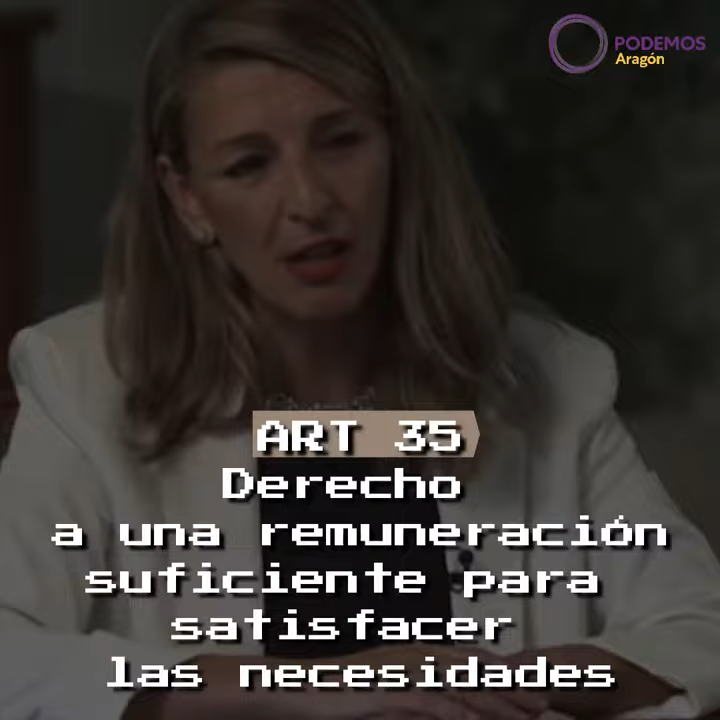 PODEMOS
Aragón
ART 35
Derecho
a una remuneración
suficiente para
satisfacer
las necesidades